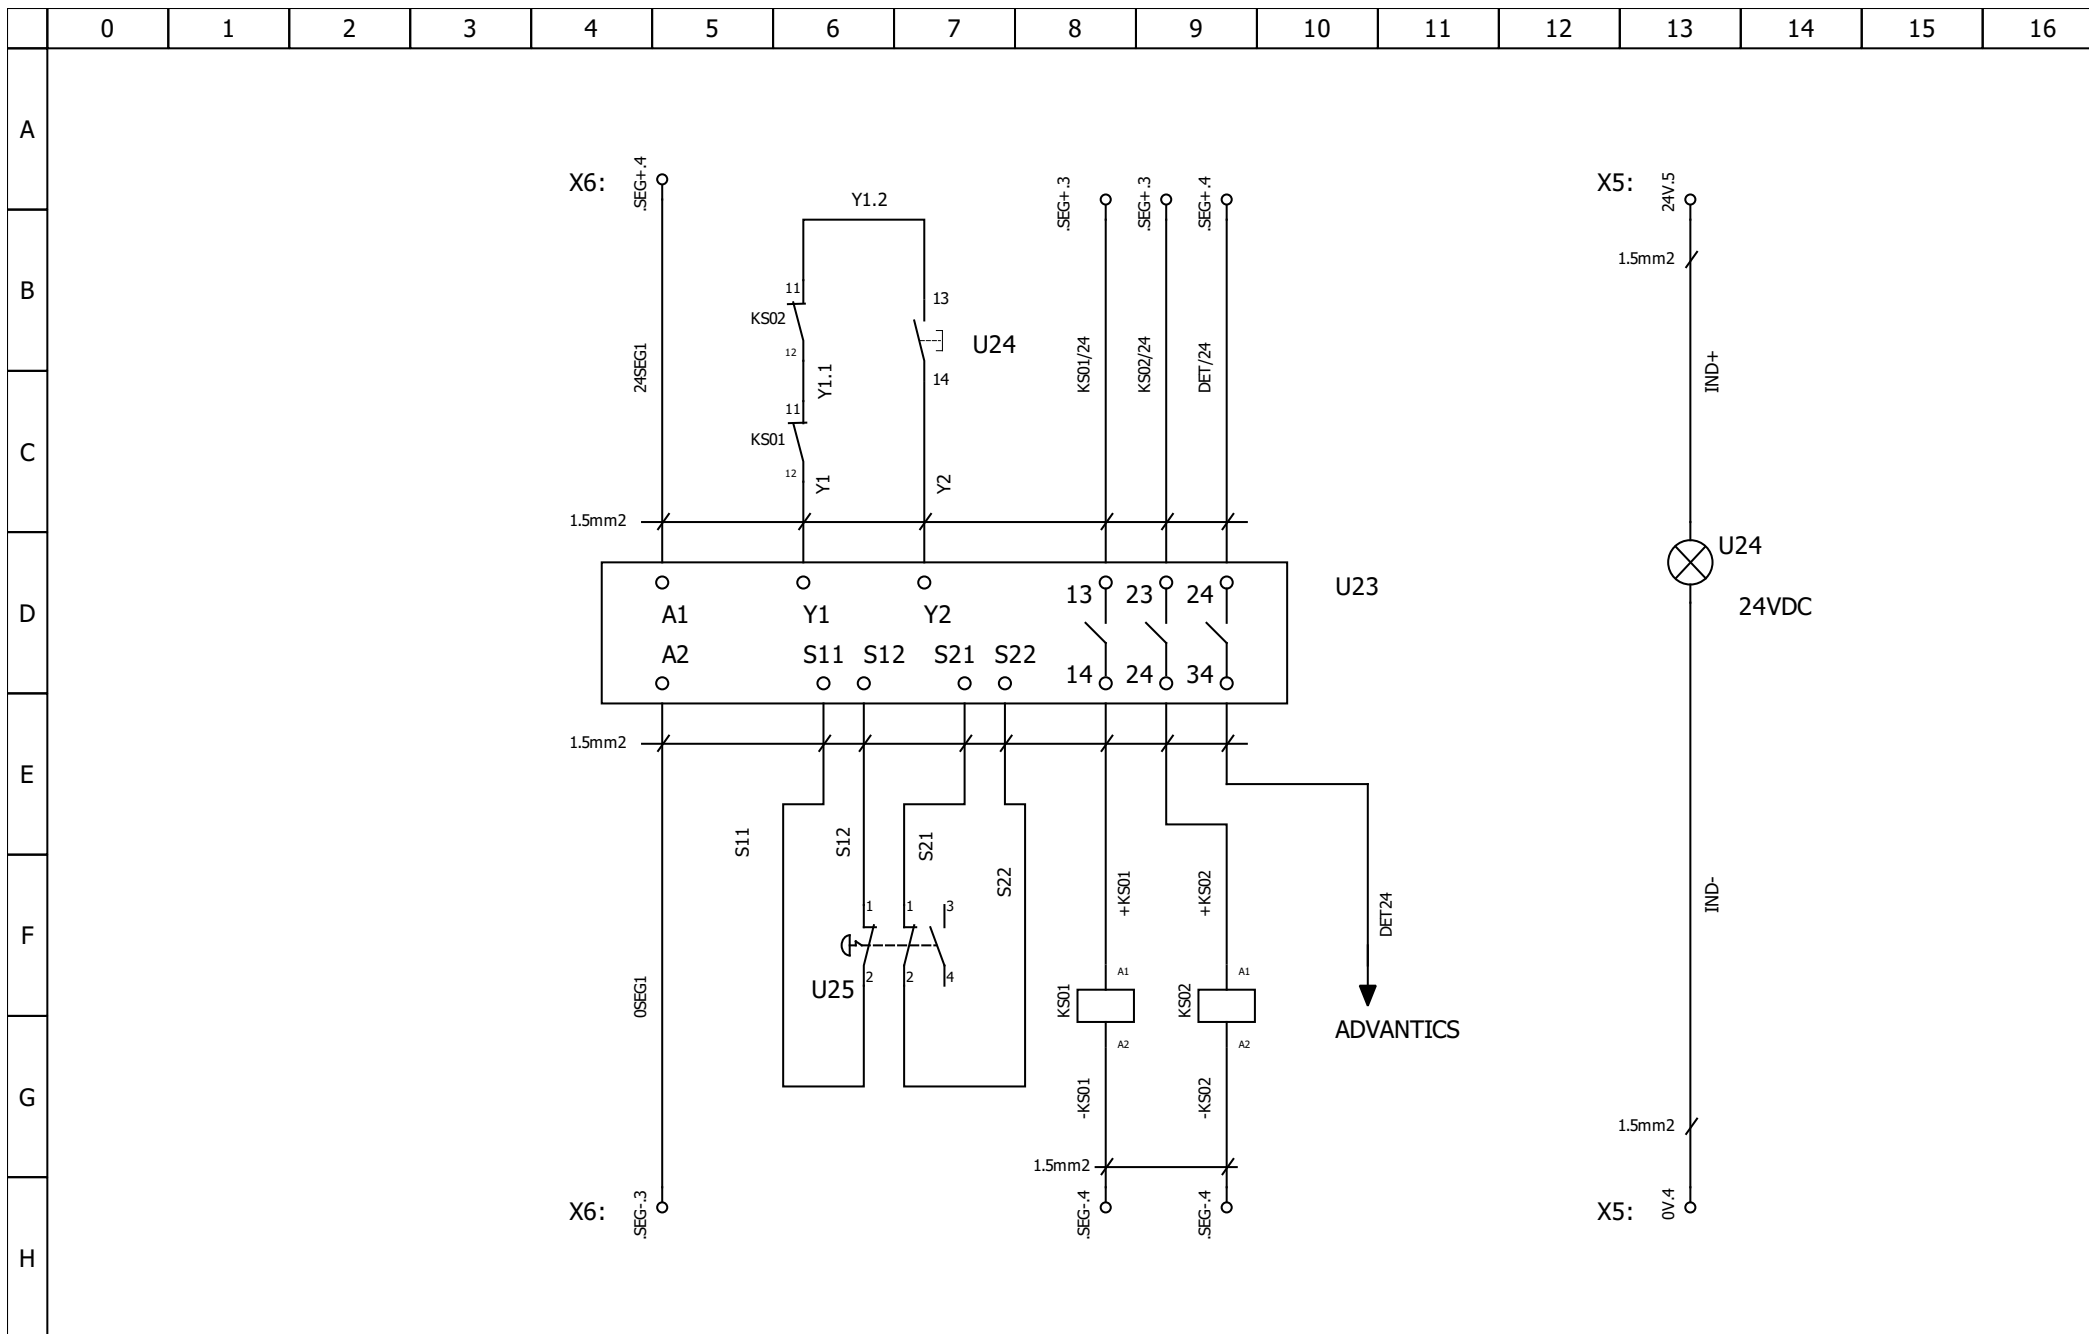 0 1 2 3 4 5 6 7 8 9 10 11 12 13 14 15 16
A
B
C
D
E
F
G
H
X6:
.SEG+.4
Y1.2
.SEG+.3
.SEG+.3
.SEG+.4
X5:
24V.5
1.5mm2
11
KS02
12
13
U24
14
24SEG1
Y1.1
KS01/24
KS02/24
DET/24
IND+
11
KS01
12
Y1
Y2
1.5mm2
U24
24VDC
U23
A1
Y1
Y2
13
23
24
A2
S11
S12
S21
S22
14
24
34
1.5mm2
S11
S12
S21
S22
+KS01
+KS02
DET24
IND-
1
1
3
2
2
4
U25
0SEG1
A1
A1
KS01
KS02
A2
A2
ADVANTICS
-KS01
-KS02
1.5mm2
1.5mm2
X6:
.SEG-.3
.SEG-.4
.SEG-.4
X5:
0V.4